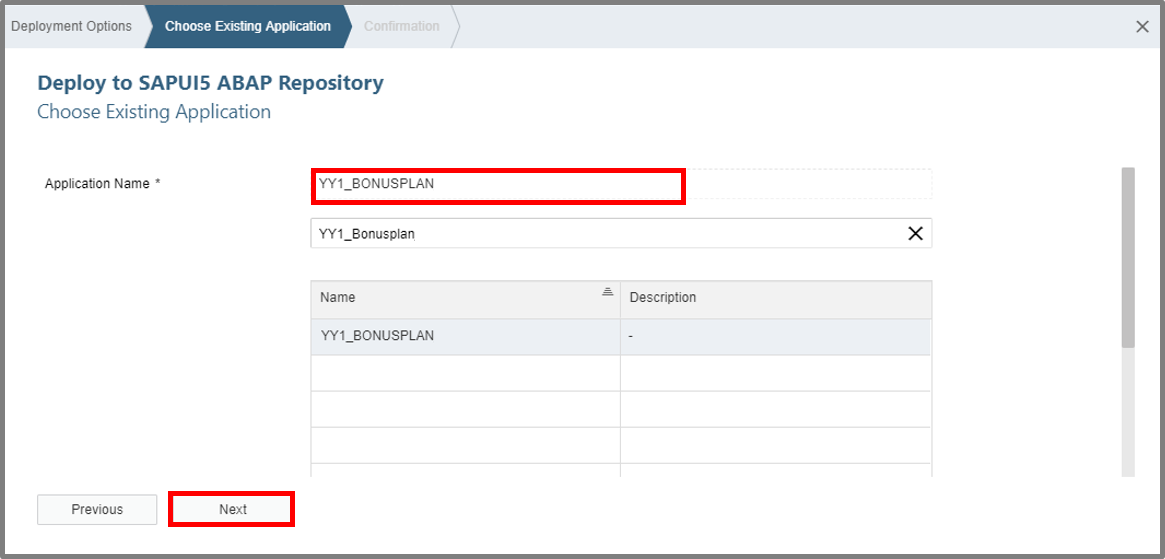 Deployment Options Choose Existing Application Confirmation
Deploy to SAPUI5 ABAP Repository
Choose Existing Application
Application Name * YY1_BONUSPLAN
YY1_Bonusplan
Name Description
YY1_BONUSPLAN -
Previous Next